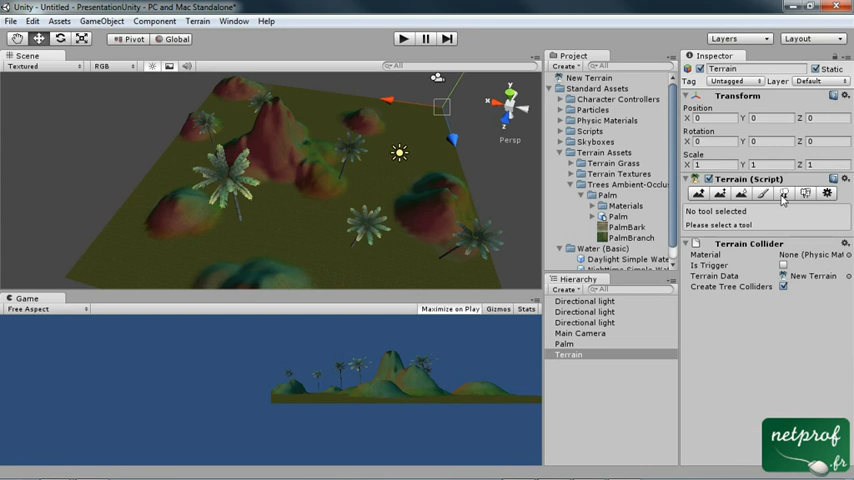 Unity - Untitled - PresentationUnity - PC and Mac Standalone*
File Edit Assets GameObject Component Terrain Window Help
Pivot Global Layers Layout
Scene
Textured RGB All
y
x
z
Persp
Game
Free Aspect Maximize on Play Gizmos Stats
Project
Create All
New Terrain
Standard Assets
Character Controllers
Particles
Physic Materials
Scripts
Skyboxes
Terrain Assets
Terrain Grass
Terrain Textures
Trees Ambient-Occlu
Palm
Materials
Palm
PalmBark
PalmBranch
Water (Basic)
Daylight Simple Wate
Nighttime Simple Wate
Hierarchy
Create All
Directional light
Directional light
Directional light
Main Camera
Palm
Terrain
Inspector
Terrain Static
Tag Untagged Layer Default
Transform
Position
X 0 Y 0 Z 0
Rotation
X 0 Y 0 Z 0
Scale
X 1 Y 1 Z 1
Terrain (Script)
No tool selected
Please select a tool
Terrain Collider
Material None (Physic Mat
Is Trigger
Terrain Data New Terrain
Create Tree Colliders
netprof
.fr